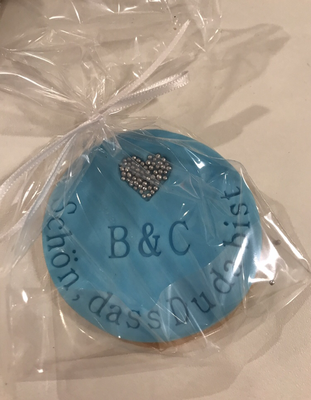 B & C
Schön, dass Du da bist